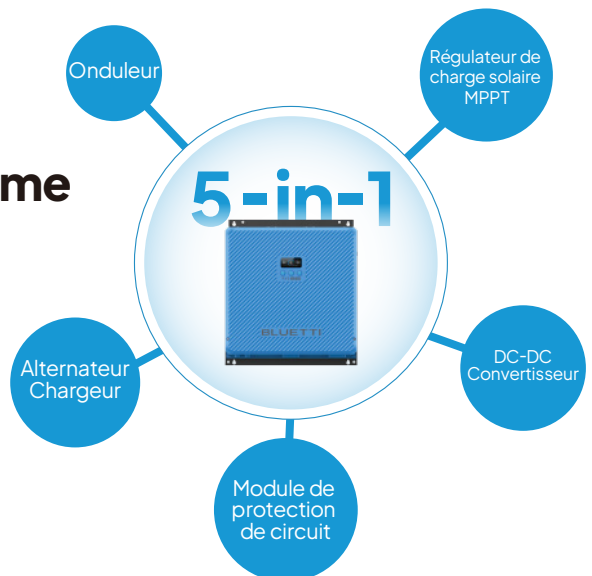 Onduleur
Régulateur de
charge solaire
MPPT
me
5-in-1
BLUETTI
Alternateur
Chargeur
DC-DC
Convertisseur
Module de
protection
de circuit